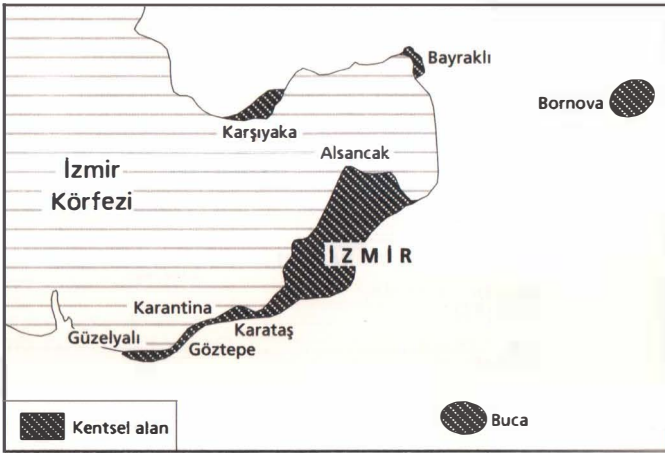 Bayraklı
Bornova
Karşıyaka
Alsancak
İzmir
Körfezi
İZMİR
Karantina
Karataş
Güzelyalı
Göztepe
Kentsel alan
Buca